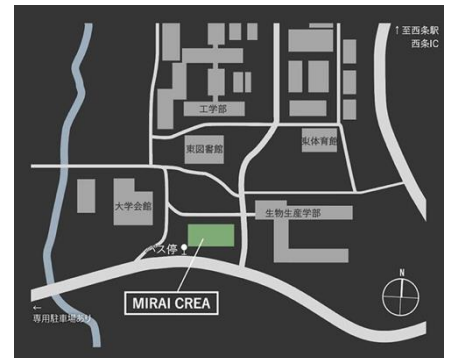 ↑至西条駅
西条IC
工学部
東図書館
東体育館
大学会館
生物生産学部
バス停
MIRAI CREA
N
←
専用駐車場あり